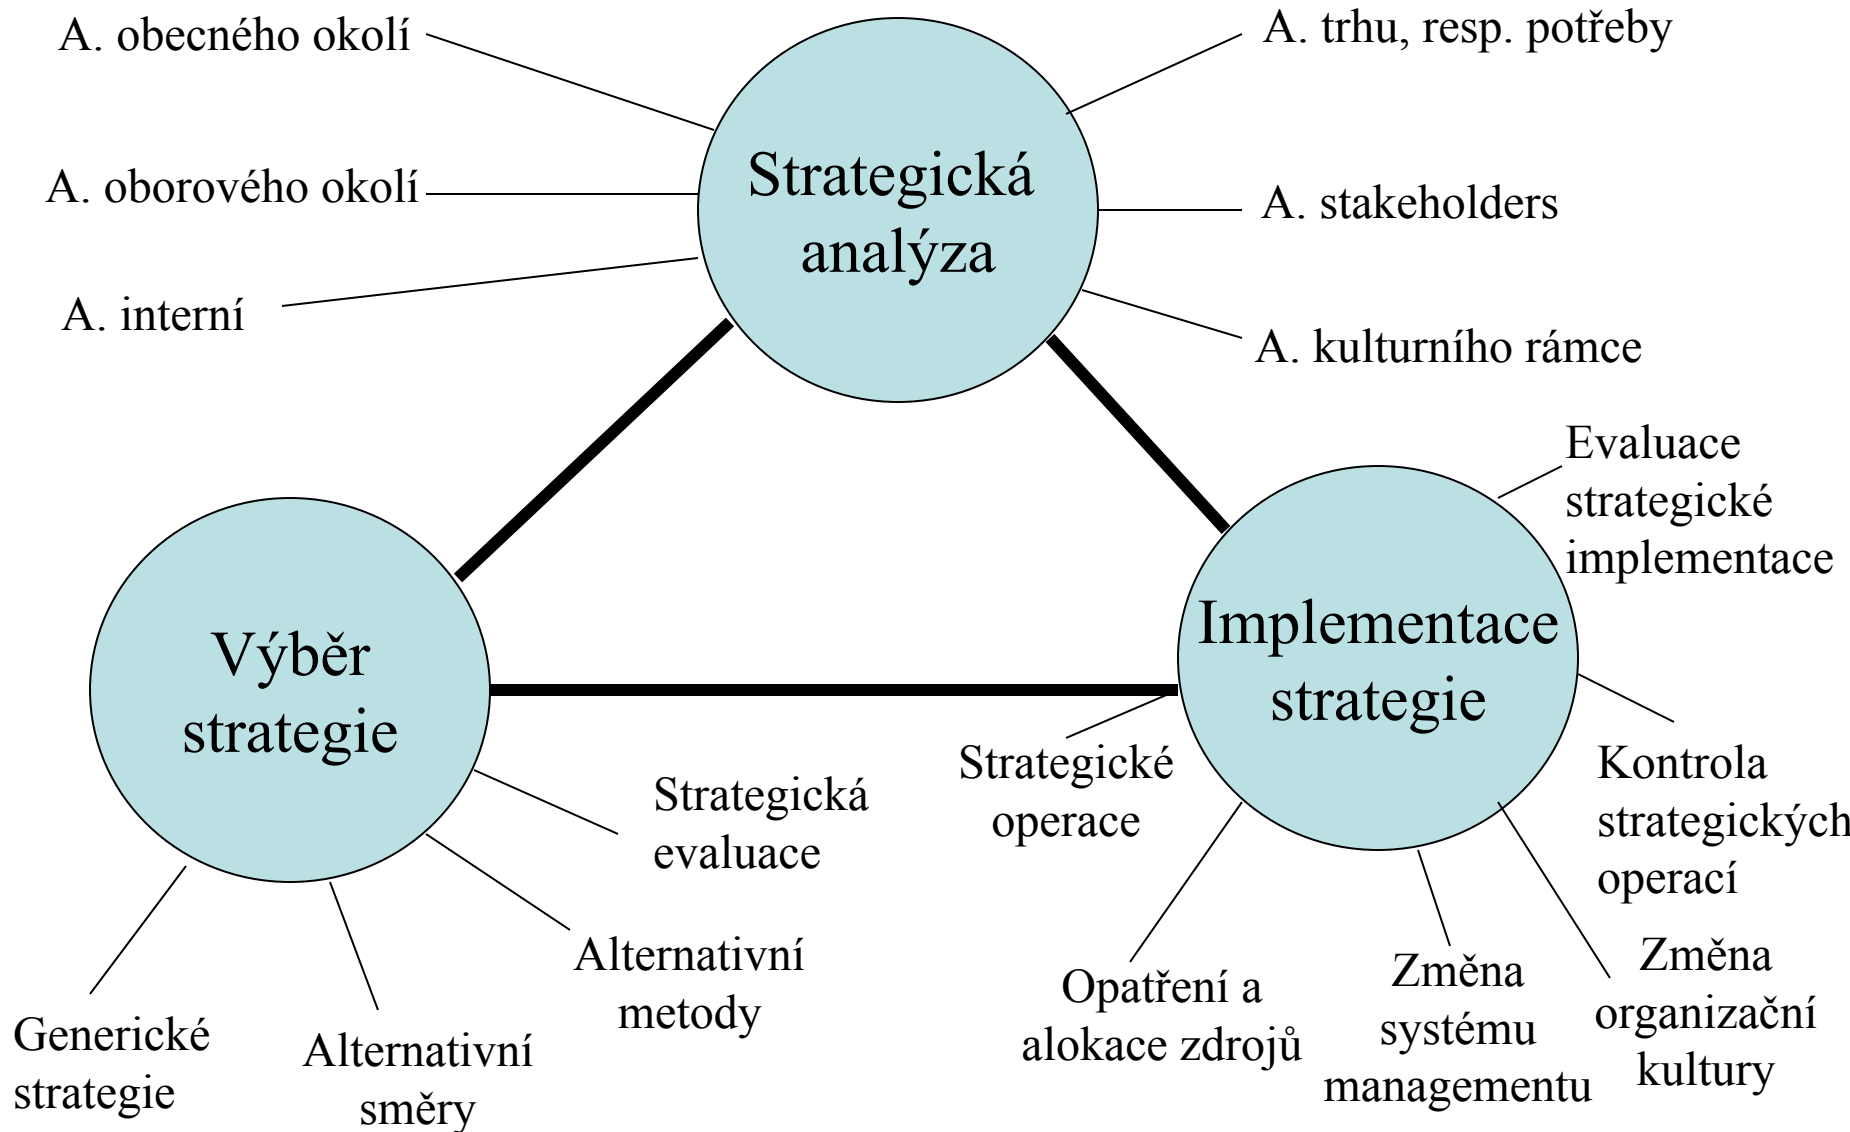 A. obecného okolí
A. trhu, resp. potřeby
Strategická
analýza
A. oborového okolí
A. stakeholders
A. interní
A. kulturního rámce
Evaluace
strategické
implementace
Výběr
strategie
Implementace
strategie
Strategická
evaluace
Strategické
operace
Kontrola
strategických
operací
Alternativní
metody
Generické
strategie
Alternativní
směry
Opatření a
alokace zdrojů
Změna
systému
managementu
Změna
organizační
kultury